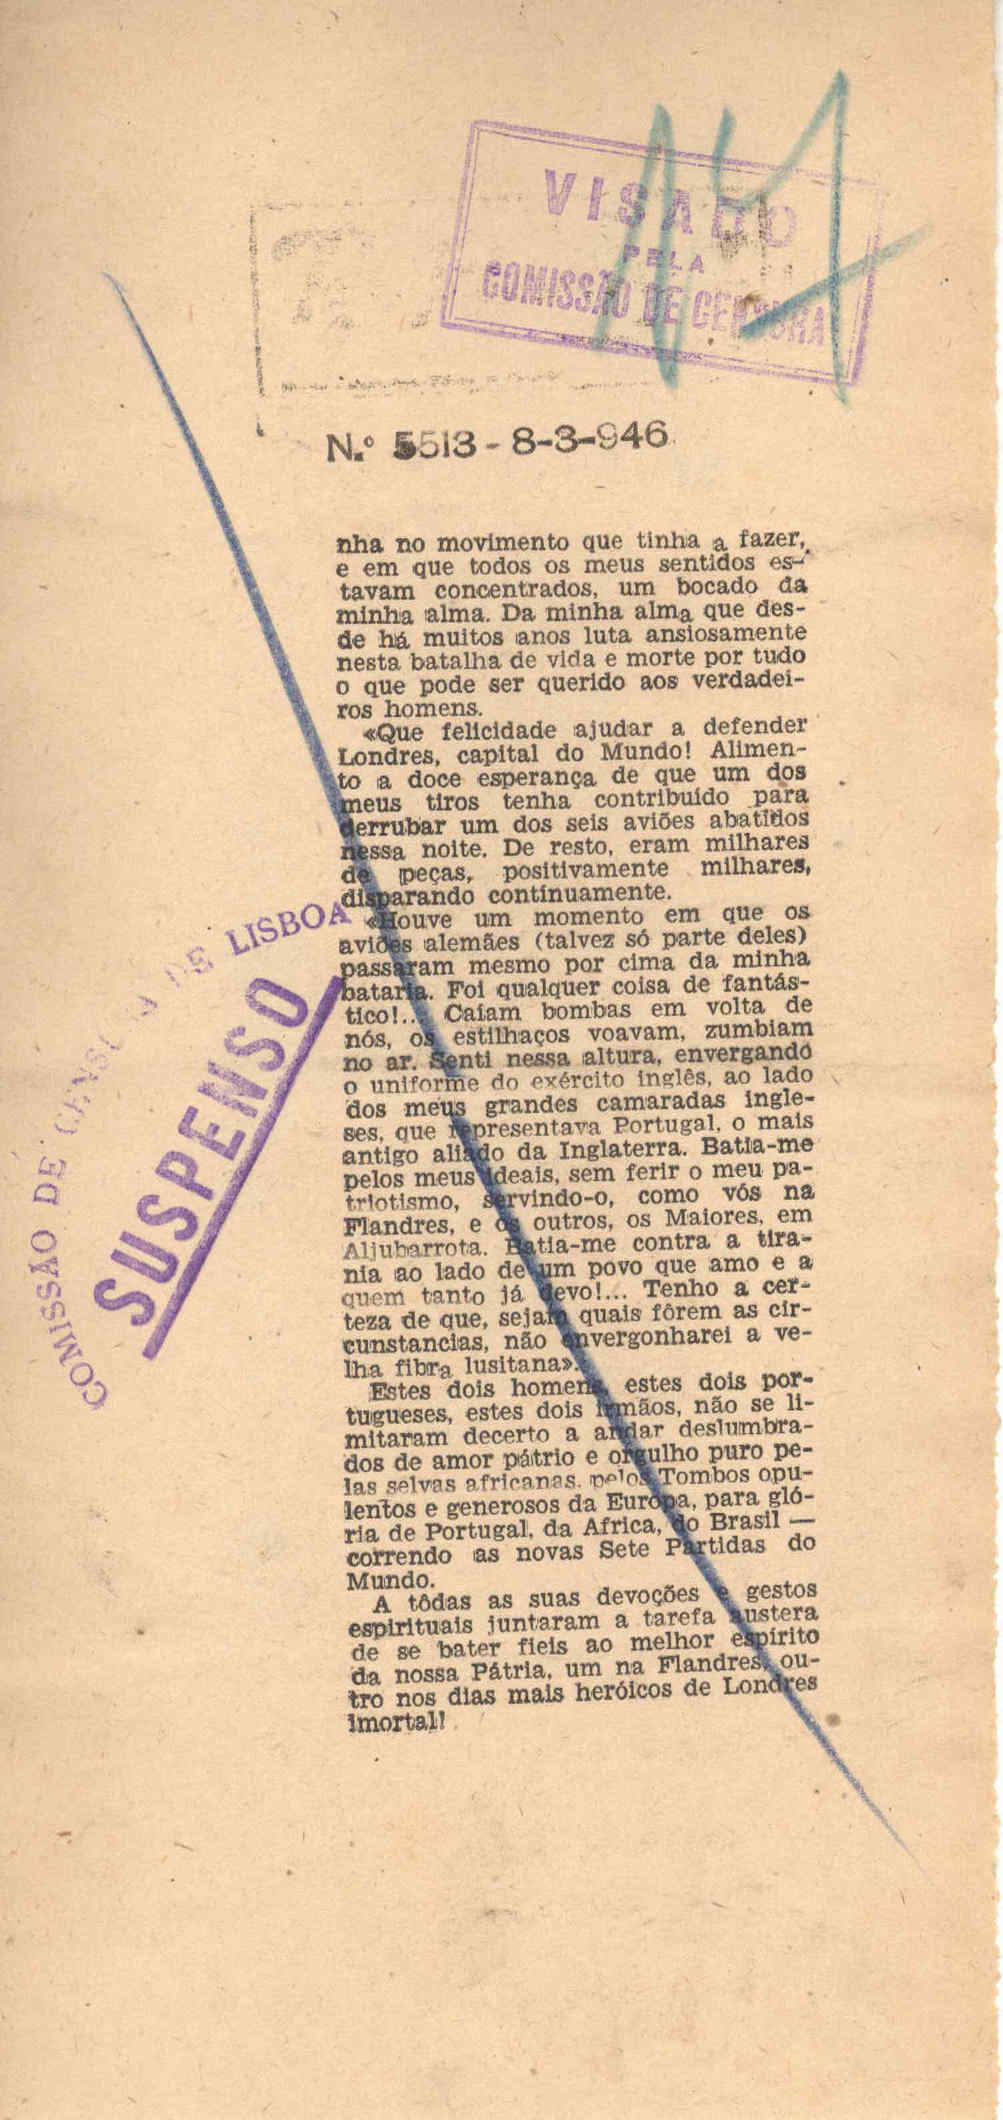 VISADO
PELA
COMISSÃO DE CENSURA
N.º 5513 - 8-3-946
nha no movimento que tinha a fazer,
e em que todos os meus sentidos es-
tavam concentrados, um bocado da
minha alma. Da minha alma que des-
de há muitos anos luta ansiosamente
nesta batalha de vida e morte por tudo
o que pode ser querido aos verdadei-
ros homens.
«Que felicidade ajudar a defender
Londres, capital do Mundo! Alimen-
to a doce esperança de que um dos
meus tiros tenha contribuído para
derrubar um dos seis aviões abatidos
nessa noite. De resto, eram milhares
de peças, positivamente milhares,
disparando continuamente.
«Houve um momento em que os
aviões alemães (talvez só parte deles)
passaram mesmo por cima da minha
bataria. Foi qualquer coisa de fantás-
tico!... Caiam bombas em volta de
nós, os estilhaços voavam, zumbiam
no ar. Senti nessa altura, envergando
o uniforme do exército inglês, ao lado
dos meus grandes camaradas ingle-
ses, que representava Portugal, o mais
antigo aliado da Inglaterra. Batia-me
pelos meus ideais, sem ferir o meu pa-
triotismo, servindo-o, como vós na
Flandres, e os outros, os Maiores, em
Aljubarrota. Batia-me contra a tira-
nia ao lado de um povo que amo e a
quem tanto já devo!... Tenho a cer-
teza de que, sejam quais fôrem as cir-
cunstancias, não envergonharei a ve-
lha fibra lusitana».
Estes dois homens, estes dois por-
tugueses, estes dois irmãos, não se li-
mitaram decerto a andar deslumbra-
dos de amor pátrio e orgulho puro pe-
las selvas africanas, pelos Tombos opu-
lentos e generosos da Europa, para gló-
ria de Portugal, da Africa, do Brasil —
correndo as novas Sete Partidas do
Mundo.
A tôdas as suas devoções e gestos
espirituais juntaram a tarefa austera
de se bater fieis ao melhor espírito
da nossa Pátria, um na Flandres, ou-
tro nos dias mais heróicos de Londres
imortal!
COMISSÃO DE CENSURA DE LISBOA
SUSPENSO